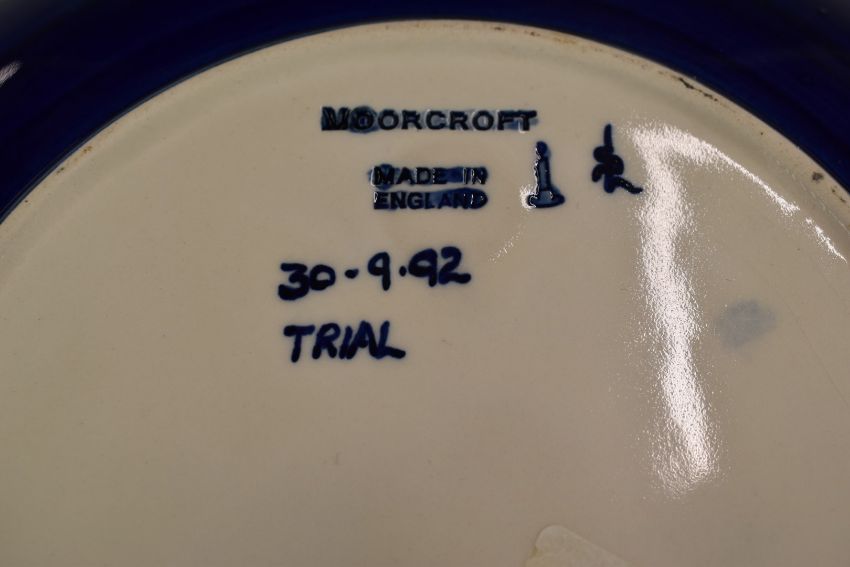 MOORCROFT
MADE IN
ENGLAND
30-9.92
TRIAL